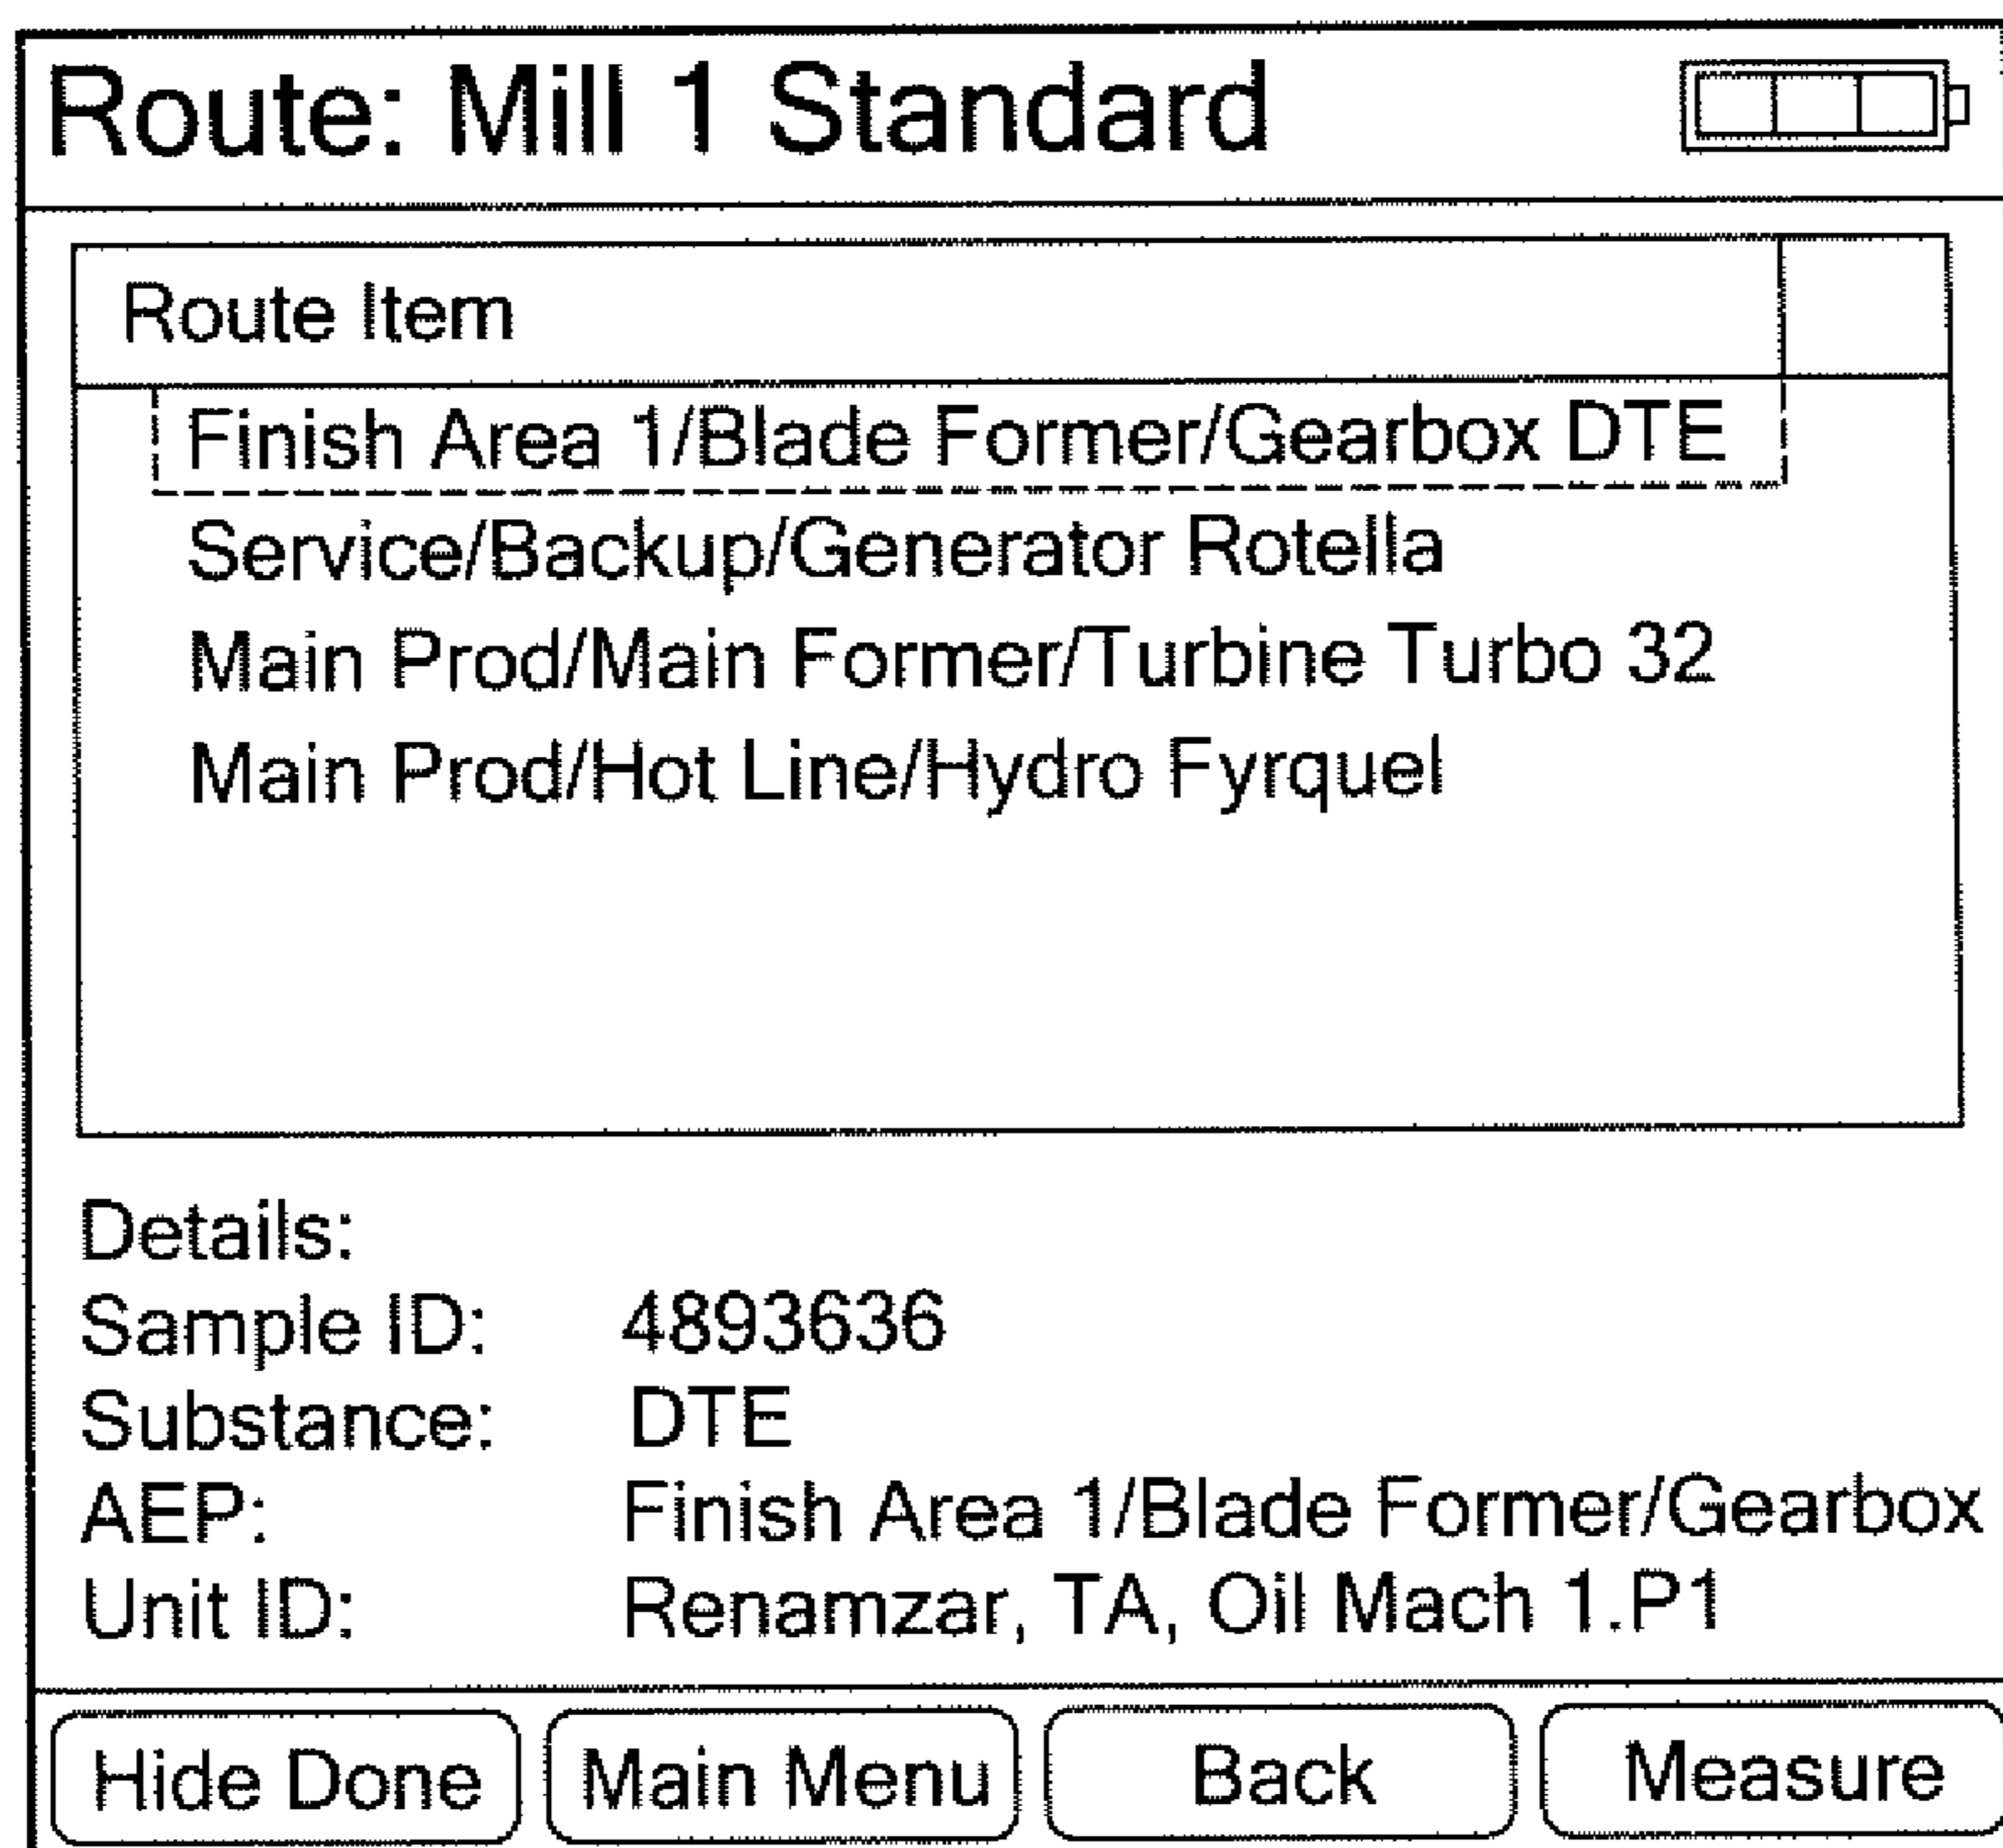 Route: Mill 1 Standard
Route Item
Finish Area 1/Blade Former/Gearbox DTE
Service/Backup/Generator Rotella
Main Prod/Main Former/Turbine Turbo 32
Main Prod/Hot Line/Hydro Fyrquel
Details:
Sample ID: 4893636
Substance: DTE
AEP: Finish Area 1/Blade Former/Gearbox
Unit ID: Renamzar, TA, Oil Mach 1.P1
Hide Done Main Menu Back Measure